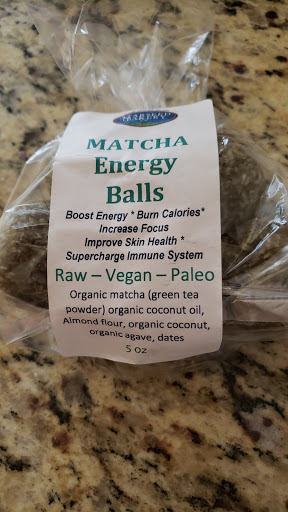 MATCHA
Energy
Balls
Boost Energy * Burn Calories*
Increase Focus
Improve Skin Health *
Supercharge Immune System
Raw – Vegan – Paleo
Organic matcha (green tea
powder) organic coconut oil,
Almond flour, organic coconut,
organic agave, dates
5 oz